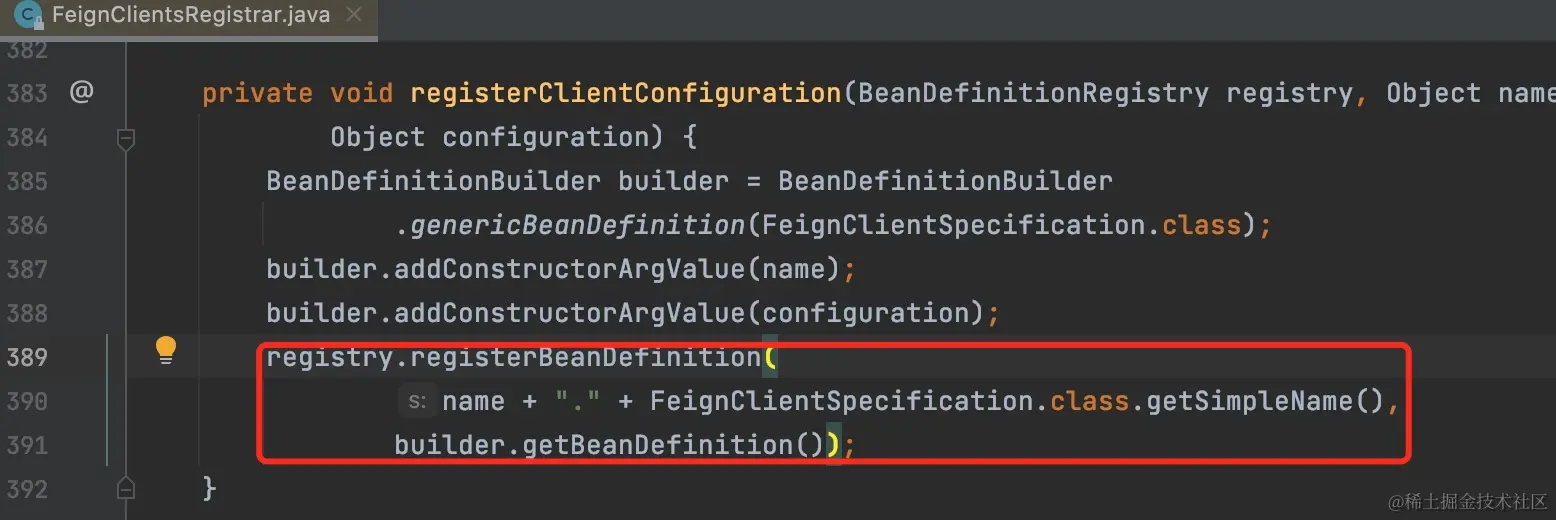 FeignClientsRegistrar.java
382
383 @ private void registerClientConfiguration(BeanDefinitionRegistry registry, Object name
384 Object configuration) {
385 BeanDefinitionBuilder builder = BeanDefinitionBuilder
386 .genericBeanDefinition(FeignClientSpecification.class);
387 builder.addConstructorArgValue(name);
388 builder.addConstructorArgValue(configuration);
389 registry.registerBeanDefinition(
390 s: name + "." + FeignClientSpecification.class.getSimpleName(),
391 builder.getBeanDefinition());
392 }
@稀土掘金技术社区